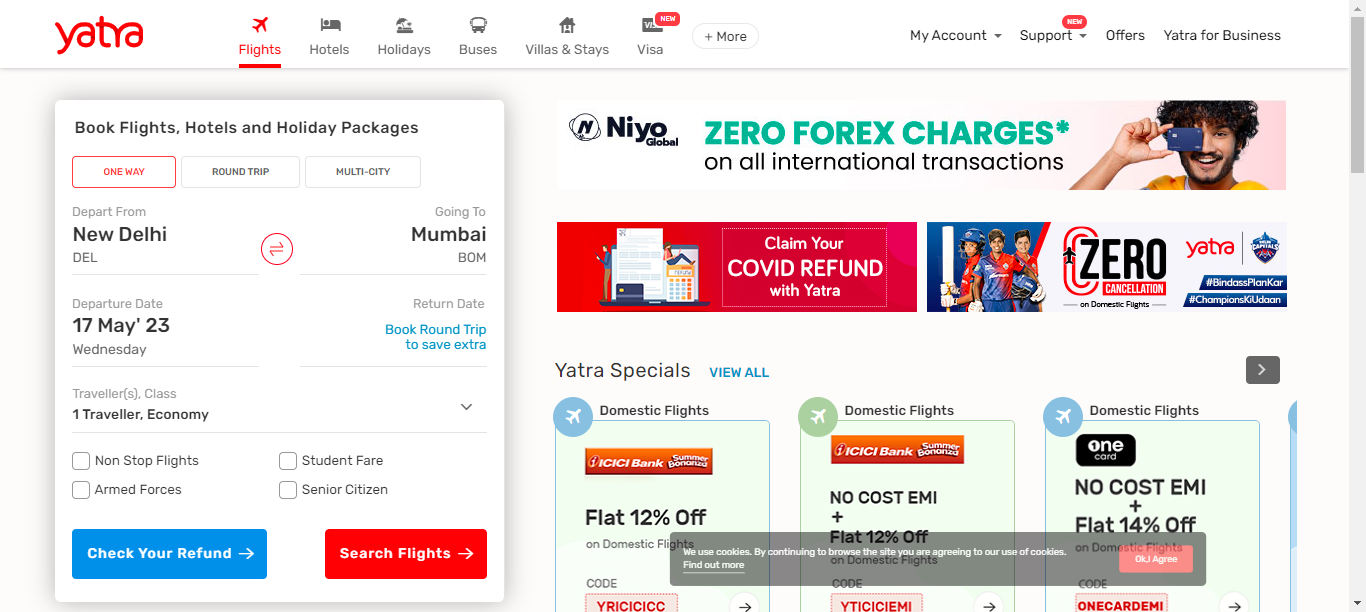 yatra
Flights
Hotels
Holidays
Buses
Villas & Stays
VISA
NEW
Visa
+ More
My Account
NEW
Support
Offers
Yatra for Business
Book Flights, Hotels and Holiday Packages
ONE WAY
ROUND TRIP
MULTI-CITY
Depart From
New Delhi
DEL
Going To
Mumbai
BOM
Departure Date
17 May' 23
Wednesday
Return Date
Book Round Trip
to save extra
Traveller(s), Class
1 Traveller, Economy
Non Stop Flights
Student Fare
Armed Forces
Senior Citizen
Check Your Refund
Search Flights
N Niyo
Global
ZERO FOREX CHARGES*
on all international transactions
REFUND
Claim Your
COVID REFUND
with Yatra
ZERO
CANCELLATION
on Domestic Flights
yatra
DELHI
CAPITALS
#BindassPlanKar
#ChampionsKiUdaan
Yatra Specials
VIEW ALL
Domestic Flights
ICICI Bank
Summer
Bonanza
Flat 12% Off
on Domestic Flights
CODE
YRICICICC
Domestic Flights
ICICI Bank
Summer
Bonanza
NO COST EMI
+
Flat 12% Off
on Domestic Flights
CODE
YTICICIEMI
Domestic Flights
one
card
NO COST EMI
+
Flat 14% Off
on Domestic Flights
CODE
ONECARDEMI
We use cookies. By continuing to browse the site you are agreeing to our use of cookies.
Find out more
Ok,I Agree